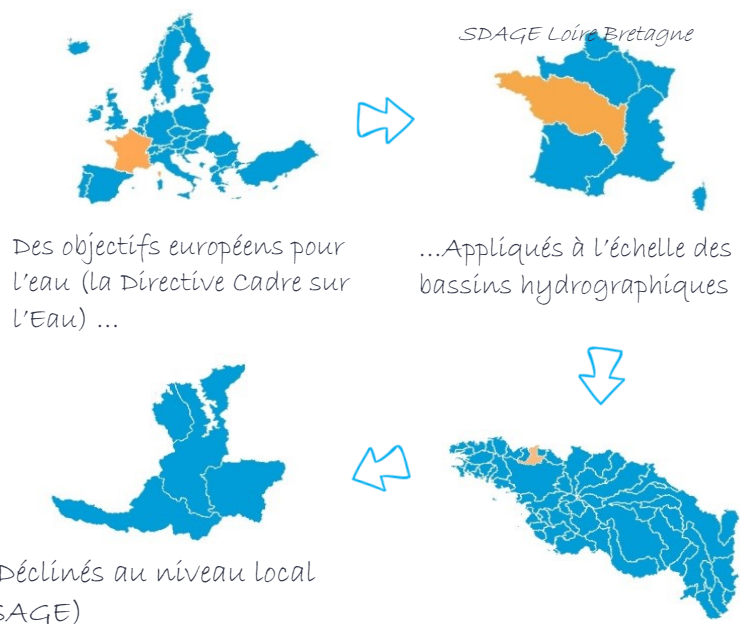 SDAGE Loire Bretagne
Des objectifs européens pour
l'eau (la Directive Cadre sur
l'Eau) ...
...Appliqués à l'échelle des
bassins hydrographiques
Déclinés au niveau local
SAGE)